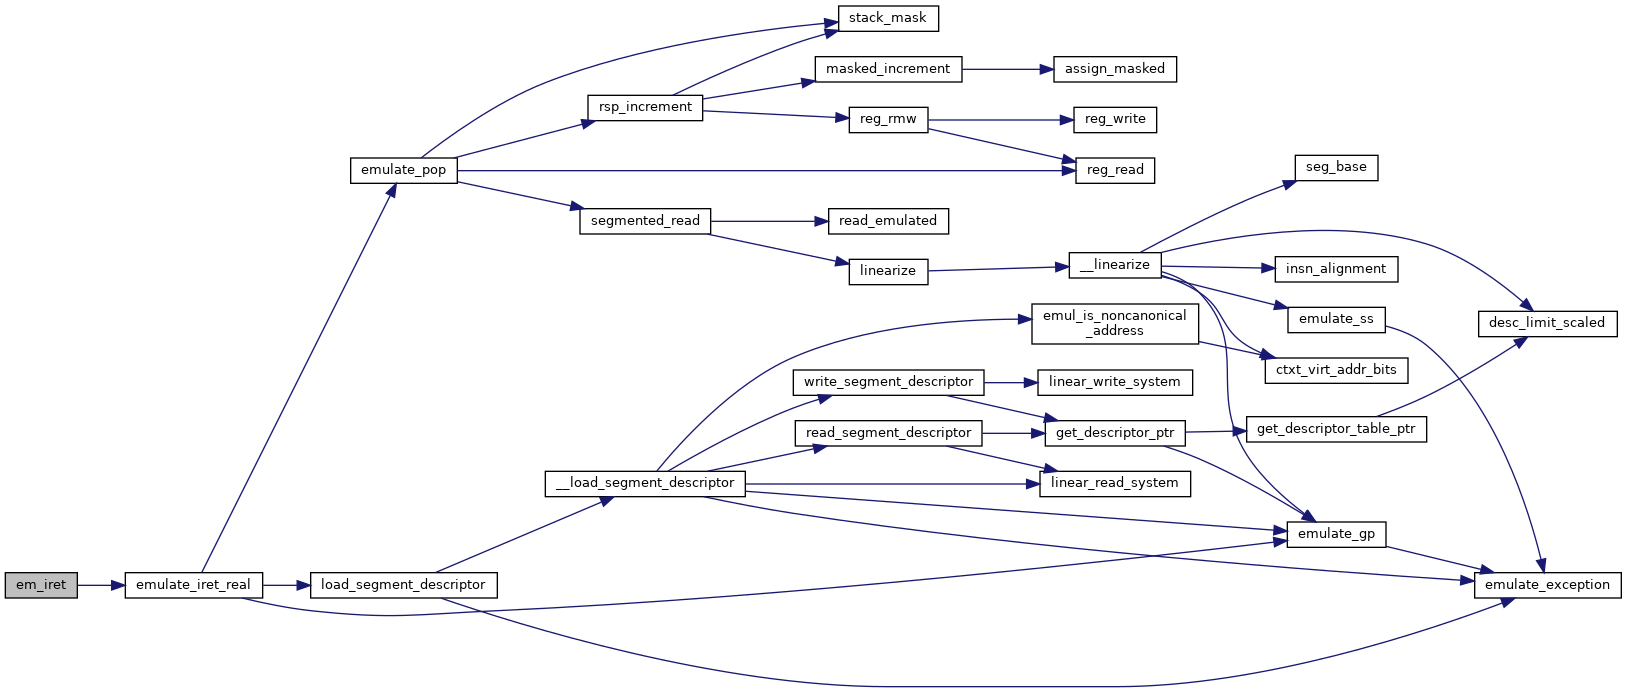 stack_mask
masked_increment
assign_masked
rsp_increment
reg_rmw
reg_write
emulate_pop
reg_read
seg_base
segmented_read
read_emulated
linearize
__linearize
insn_alignment
emul_is_noncanonical
_address
emulate_ss
desc_limit_scaled
ctxt_virt_addr_bits
write_segment_descriptor
linear_write_system
read_segment_descriptor
get_descriptor_ptr
get_descriptor_table_ptr
__load_segment_descriptor
linear_read_system
emulate_gp
em_iret
emulate_iret_real
load_segment_descriptor
emulate_exception